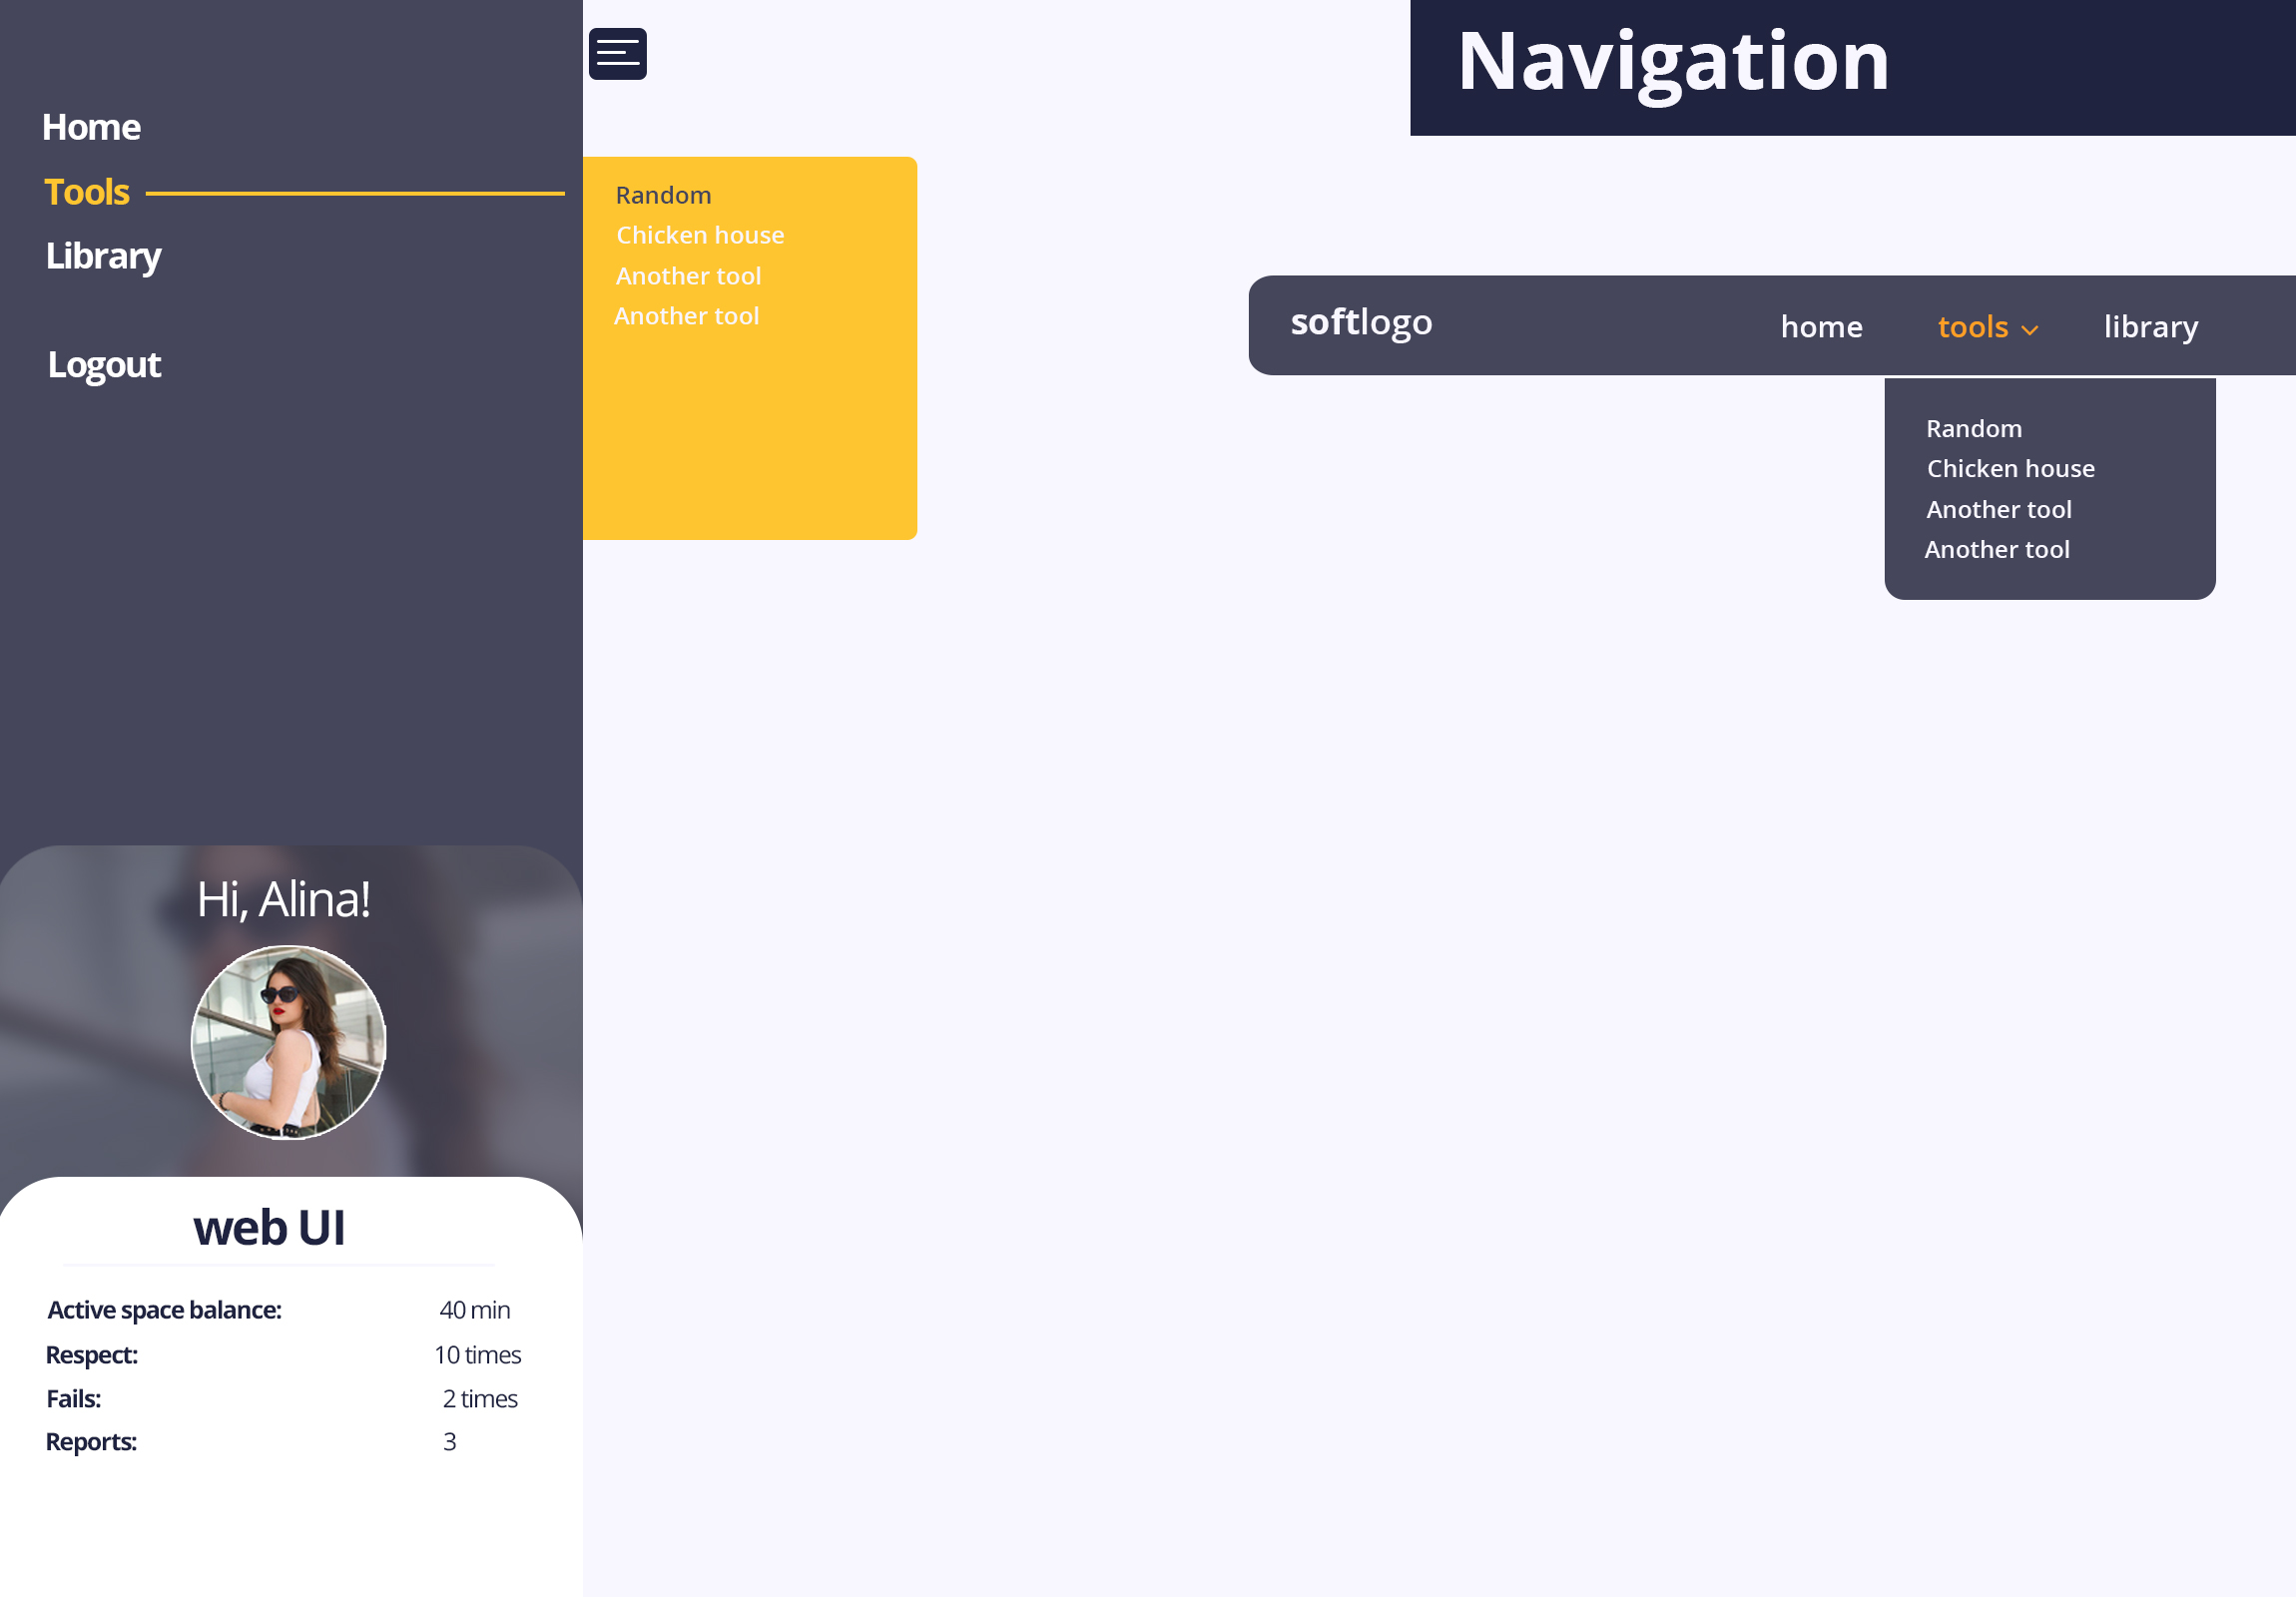 Navigation
Home
Tools
Library
Logout
Random
Chicken house
Another tool
Another tool
softlogo
home
tools
library
Random
Chicken house
Another tool
Another tool
Hi, Alina!
web UI
Active space balance: 40 min
Respect: 10 times
Fails: 2 times
Reports: 3